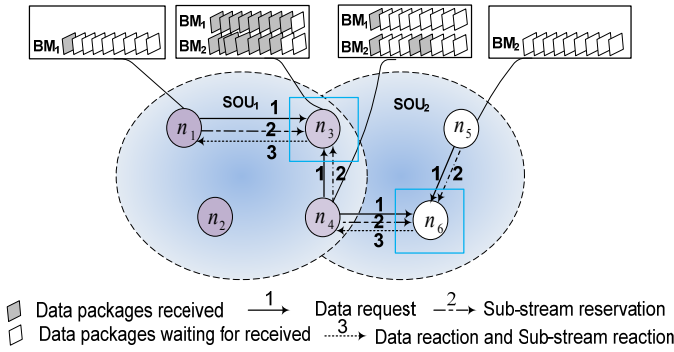 BM1
BM1
BM2
BM1
BM2
BM2
SOU1
SOU2
n1
1
2
3
n3
n5
1
2
1
2
n2
n4
1
2
3
n6
Data packages received
1
Data request
2
Sub-stream reservation
Data packages waiting for received
3
Data reaction and Sub-stream reaction